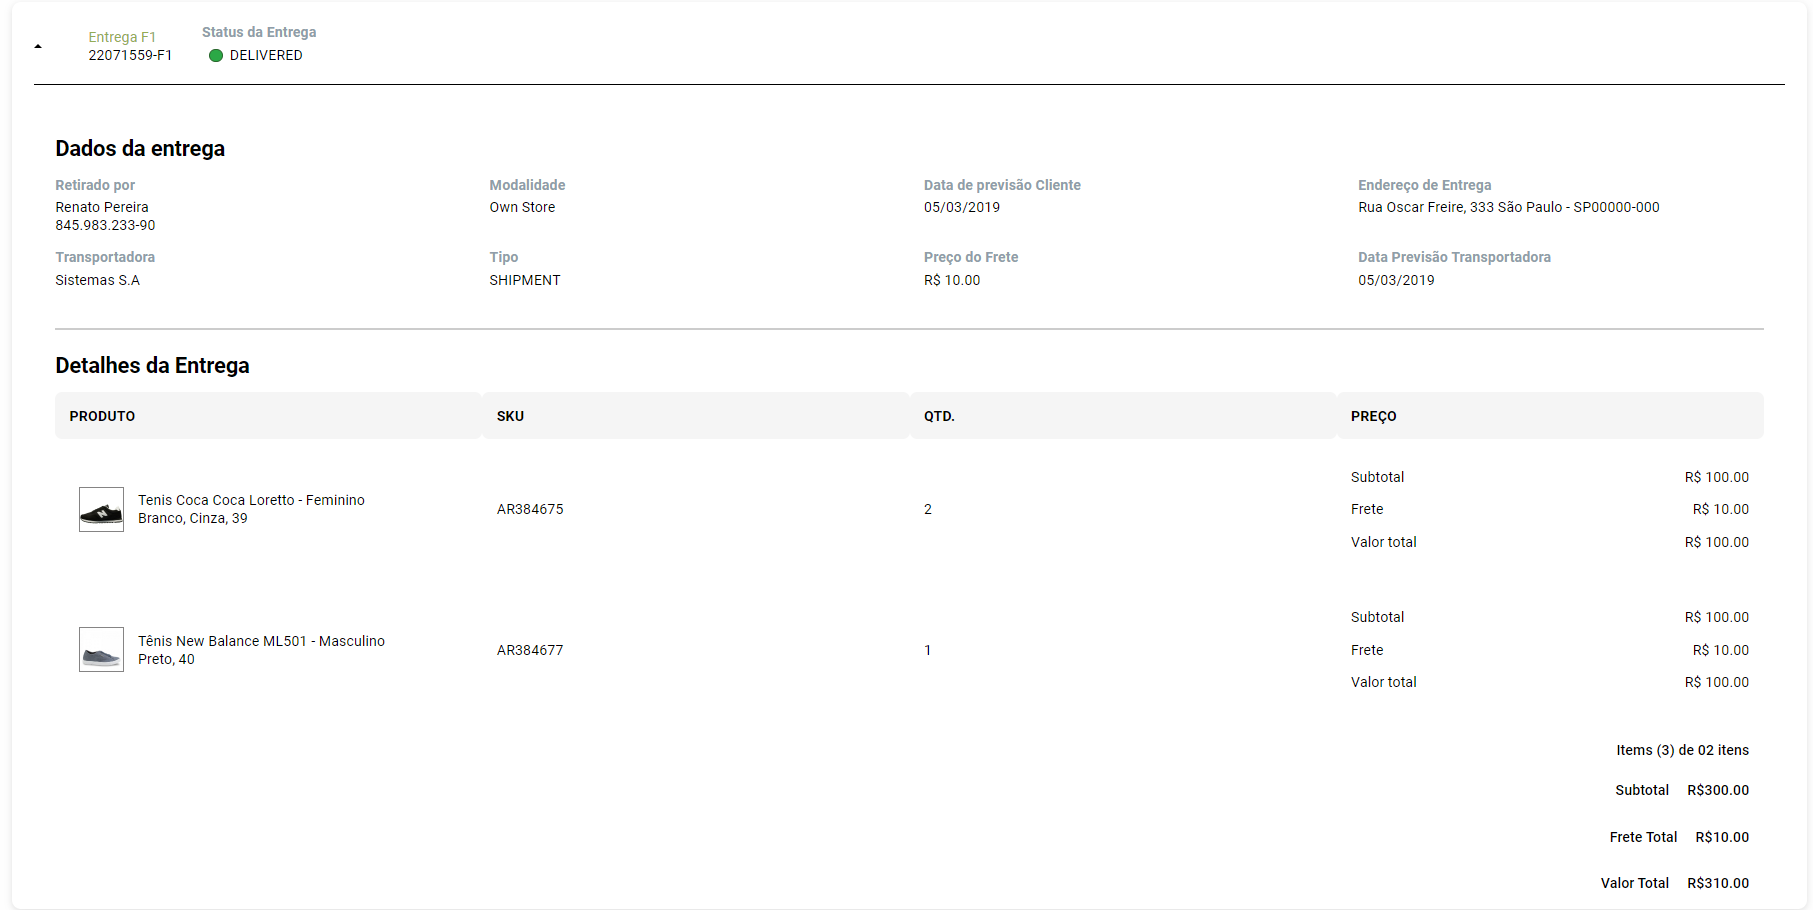 Entrega F1
22071559-F1
Status da Entrega
DELIVERED
Dados da entrega
Retirado por
Renato Pereira
845.983.233-90
Modalidade
Own Store
Data de previsão Cliente
05/03/2019
Endereço de Entrega
Rua Oscar Freire, 333 São Paulo - SP00000-000
Transportadora
Sistemas S.A
Tipo
SHIPMENT
Preço do Frete
R$ 10.00
Data Previsão Transportadora
05/03/2019
Detalhes da Entrega
PRODUTO SKU QTD. PREÇO
Tenis Coca Coca Loretto - Feminino
Branco, Cinza, 39
AR384675
2
Subtotal R$ 100.00
Frete R$ 10.00
Valor total R$ 100.00
Tênis New Balance ML501 - Masculino
Preto, 40
AR384677
1
Subtotal R$ 100.00
Frete R$ 10.00
Valor total R$ 100.00
Items (3) de 02 itens
Subtotal R$300.00
Frete Total R$10.00
Valor Total R$310.00